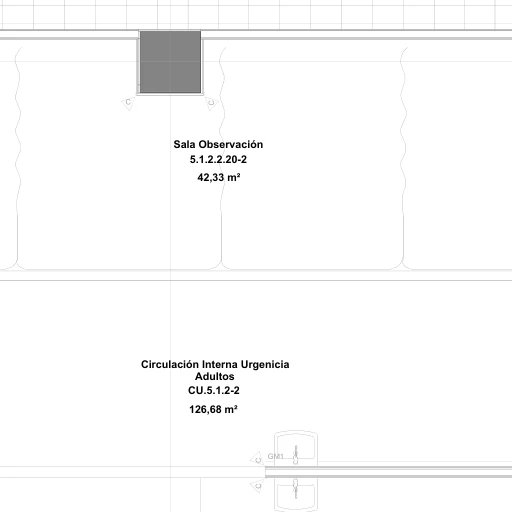 C
C
Sala Observación
5.1.2.2.20-2
42,33 m²
Circulación Interna Urgenicia
Adultos
CU.5.1.2-2
126,68 m²
GM1
C
C